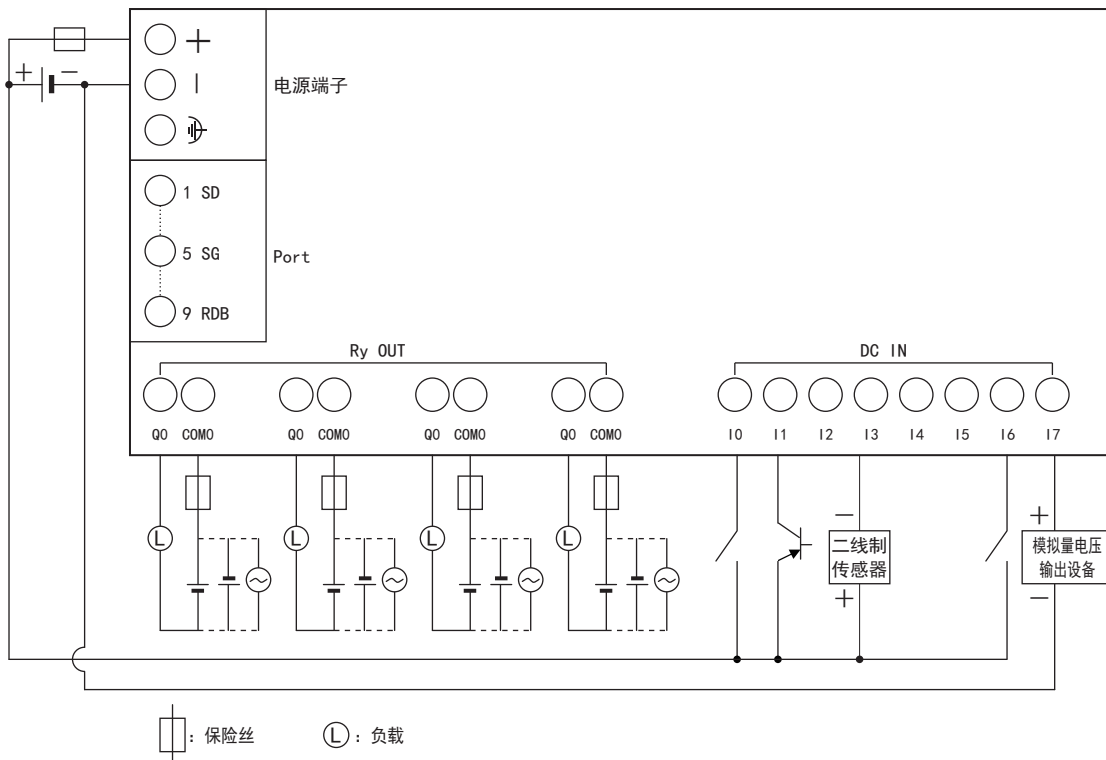 +
+ −
−
电源端子
1 SD
5 SG
Port
9 RDB
Ry OUT
DC IN
Q0 COM0 Q0 COM0 Q0 COM0 Q0 COM0 I0 I1 I2 I3 I4 I5 I6 I7
L L L L
− +
二线制
传感器
模拟量电压
输出设备
+ −
: 保险丝
L : 负载